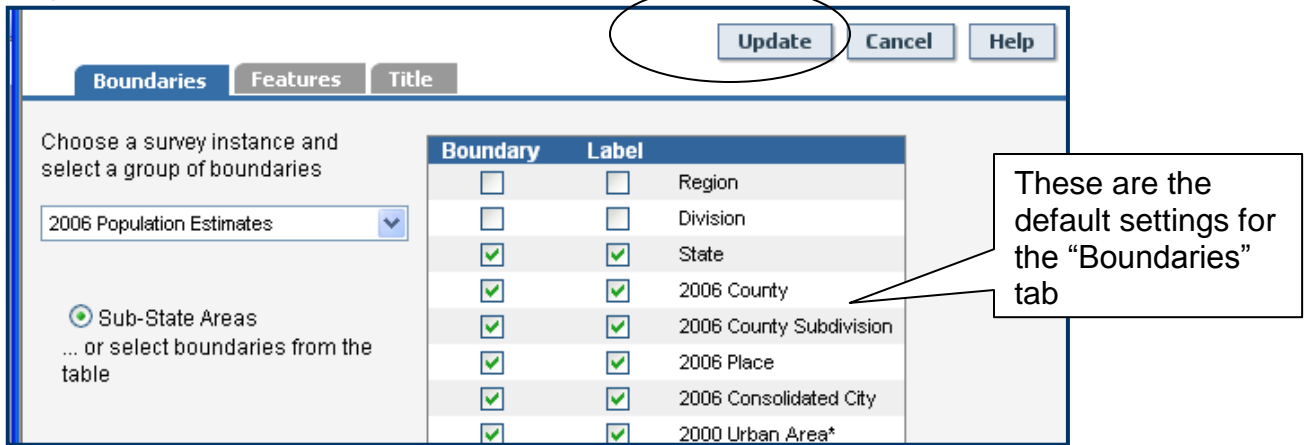 Update Cancel Help
Boundaries Features Title
Choose a survey instance and
select a group of boundaries
2006 Population Estimates
Sub-State Areas
... or select boundaries from the
table
Boundary Label
Region
Division
State
2006 County
2006 County Subdivision
2006 Place
2006 Consolidated City
2000 Urban Area*
These are the
default settings for
the “Boundaries”
tab